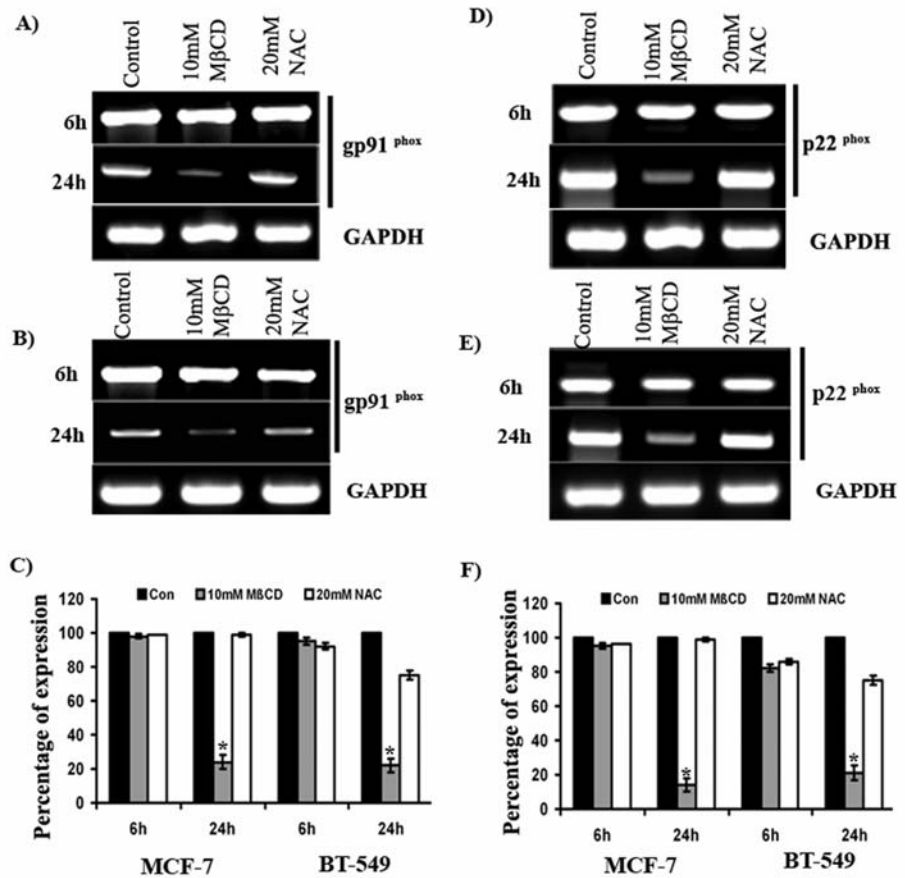 A)
Control
10mM
MβCD
20mM
NAC
6h
24h
gp91 phox
GAPDH
B)
Control
10mM
MβCD
20mM
NAC
6h
24h
gp91 phox
GAPDH
C)
Con 10mM MßCD 20mM NAC
Percentage of expression
120
100
80
60
40
20
0
*
*
6h 24h 6h 24h
MCF-7 BT-549
D)
Control
10mM
MβCD
20mM
NAC
6h
24h
p22 phox
GAPDH
E)
Control
10mM
MβCD
20mM
NAC
6h
24h
p22 phox
GAPDH
F)
Con 10mM MßCD 20mM NAC
Percentage of expression
120
100
80
60
40
20
0
*
*
6h 24h 6h 24h
MCF-7 BT-549